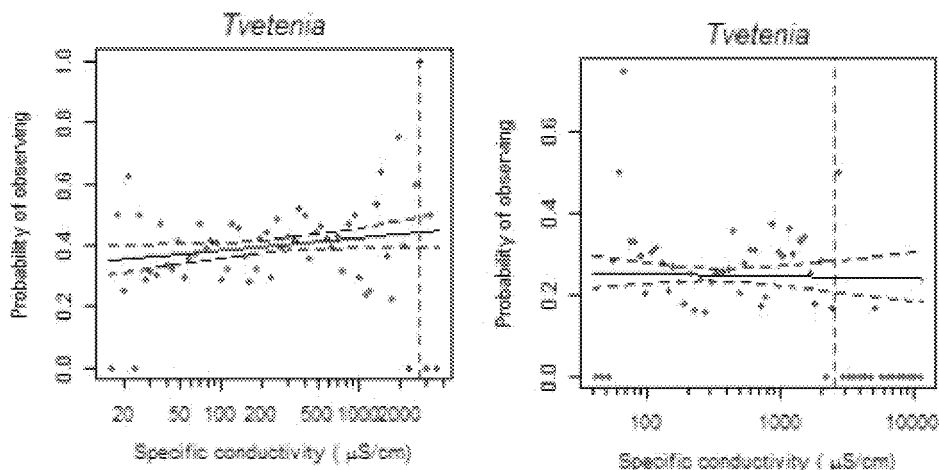 Tvetenia
Probability of observing
0.0 0.2 0.4 0.6 0.8 1.0
20 50 100 200 500 1000 2000
Specific conductivity ( µS/cm)
Tvetenia
Probability of observing
0.0 0.2 0.4 0.6
100 1000 10000
Specific conductivity ( µS/cm)